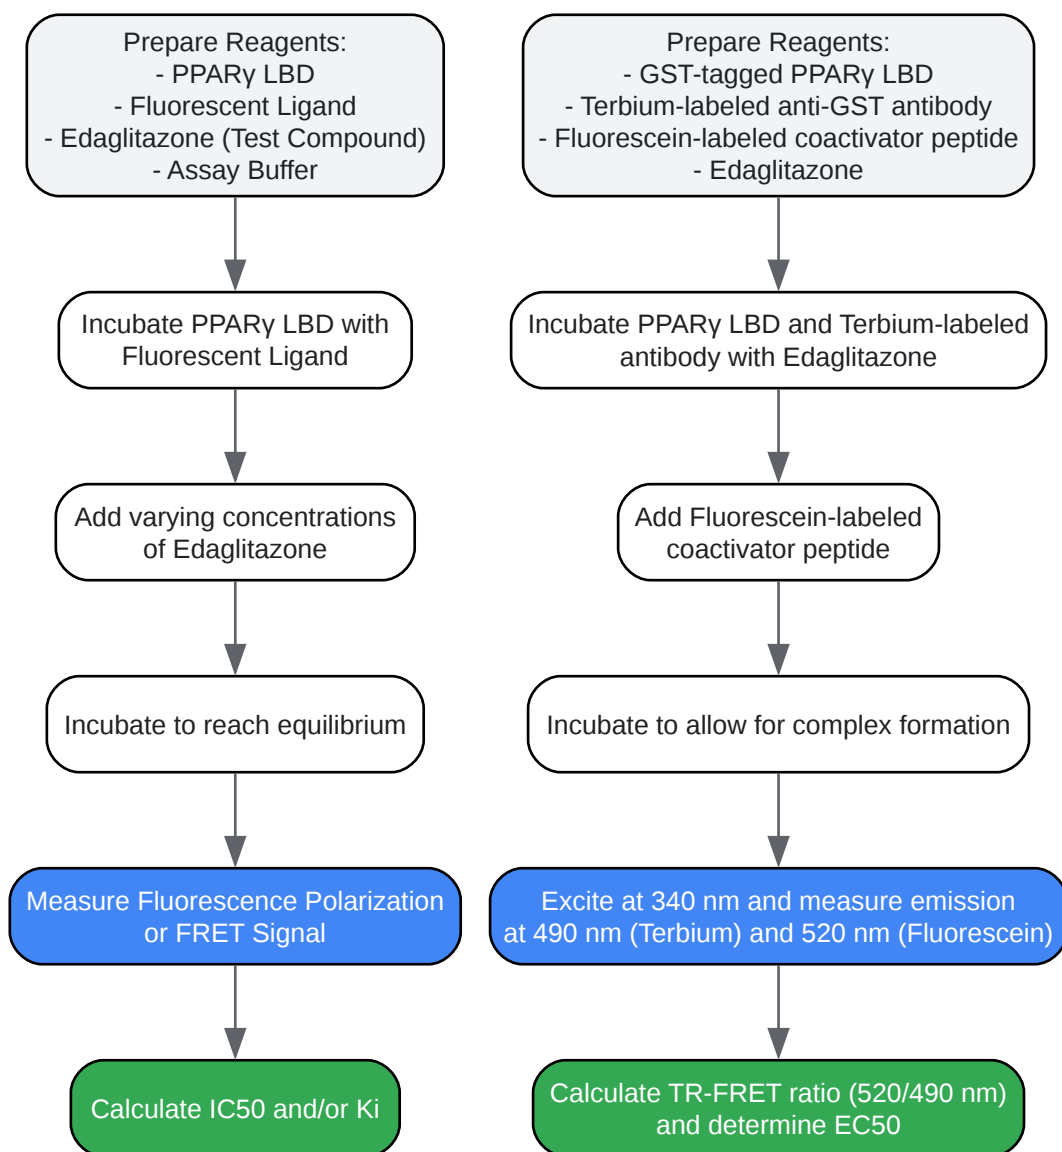 Prepare Reagents:
- PPARγ LBD
- Fluorescent Ligand
- Edaglitazone (Test Compound)
- Assay Buffer
Incubate PPARγ LBD with
Fluorescent Ligand
Add varying concentrations
of Edaglitazone
Incubate to reach equilibrium
Measure Fluorescence Polarization
or FRET Signal
Calculate IC50 and/or Ki
Prepare Reagents:
- GST-tagged PPARγ LBD
- Terbium-labeled anti-GST antibody
- Fluorescein-labeled coactivator peptide
- Edaglitazone
Incubate PPARγ LBD and Terbium-labeled
antibody with Edaglitazone
Add Fluorescein-labeled
coactivator peptide
Incubate to allow for complex formation
Excite at 340 nm and measure emission
at 490 nm (Terbium) and 520 nm (Fluorescein)
Calculate TR-FRET ratio (520/490 nm)
and determine EC50